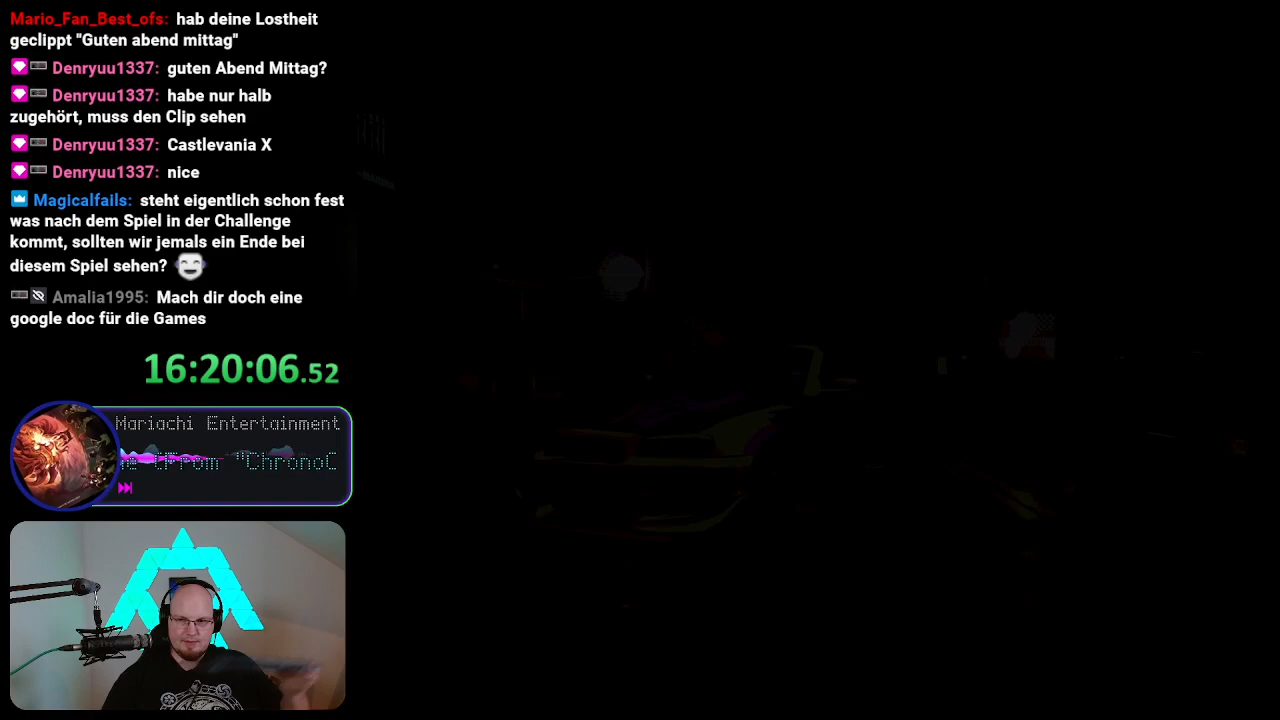 Mario_Fan_Best_ofs: hab deine Lostheit
geclippt "Guten abend mittag"
Denryuu1337: guten Abend Mittag?
Denryuu1337: habe nur halb
zugehört, muss den Clip sehen
Denryuu1337: Castlevania X
Denryuu1337: nice
Magicalfails: steht eigentlich schon fest
was nach dem Spiel in der Challenge
kommt, sollten wir jemals ein Ende bei
diesem Spiel sehen?
Amalia1995: Mach dir doch eine
google doc für die Games
16:20:06.52
Mariachi Entertainment
me (From "ChronoC